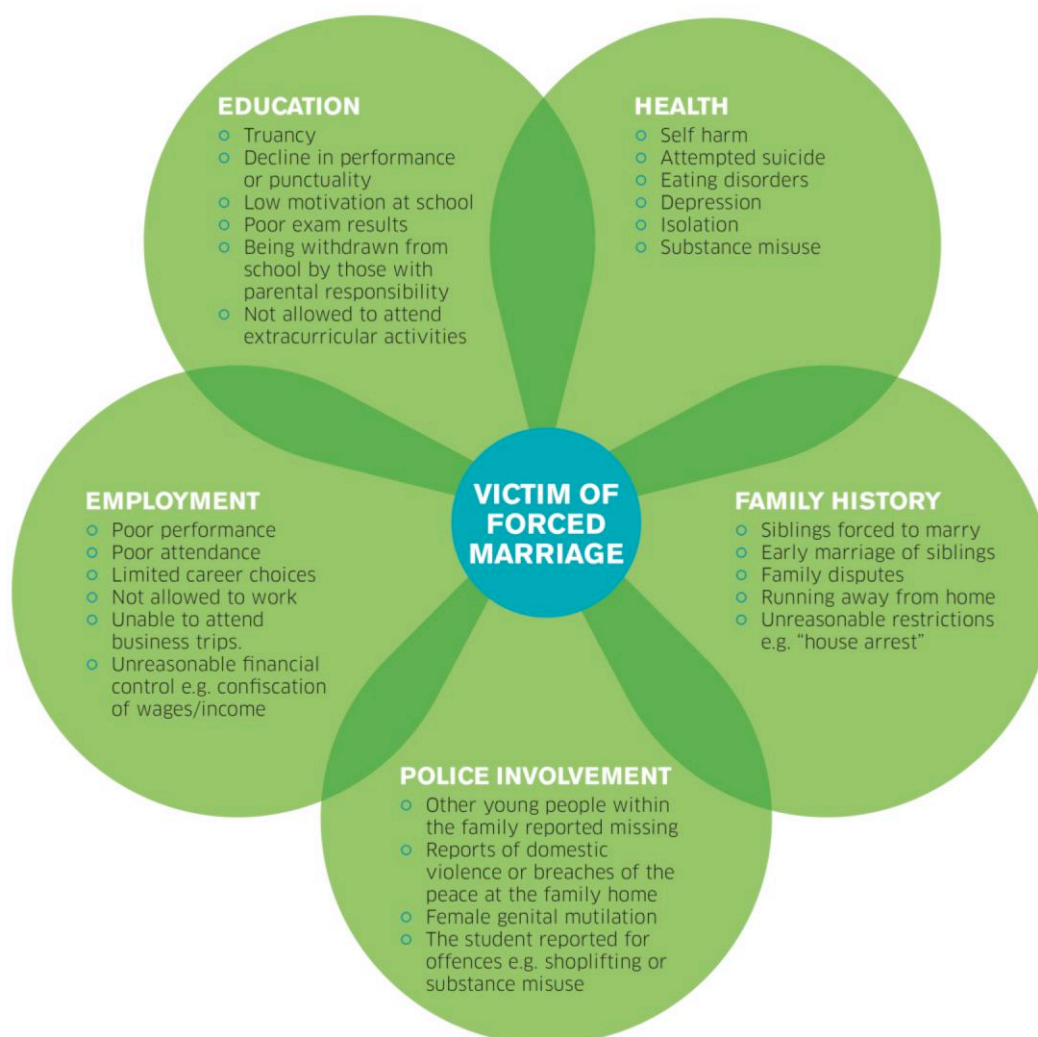 EDUCATION
Truancy
Decline in performance
or punctuality
Low motivation at school
Poor exam results
Being withdrawn from
school by those with
parental responsibility
Not allowed to attend
extracurricular activities
HEALTH
Self harm
Attempted suicide
Eating disorders
Depression
Isolation
Substance misuse
EMPLOYMENT
Poor performance
Poor attendance
Limited career choices
Not allowed to work
Unable to attend
business trips.
Unreasonable financial
control e.g. confiscation
of wages/income
VICTIM OF
FORCED
MARRIAGE
FAMILY HISTORY
Siblings forced to marry
Early marriage of siblings
Family disputes
Running away from home
Unreasonable restrictions
e.g. “house arrest”
POLICE INVOLVEMENT
Other young people within
the family reported missing
Reports of domestic
violence or breaches of the
peace at the family home
Female genital mutilation
The student reported for
offences e.g. shoplifting or
substance misuse